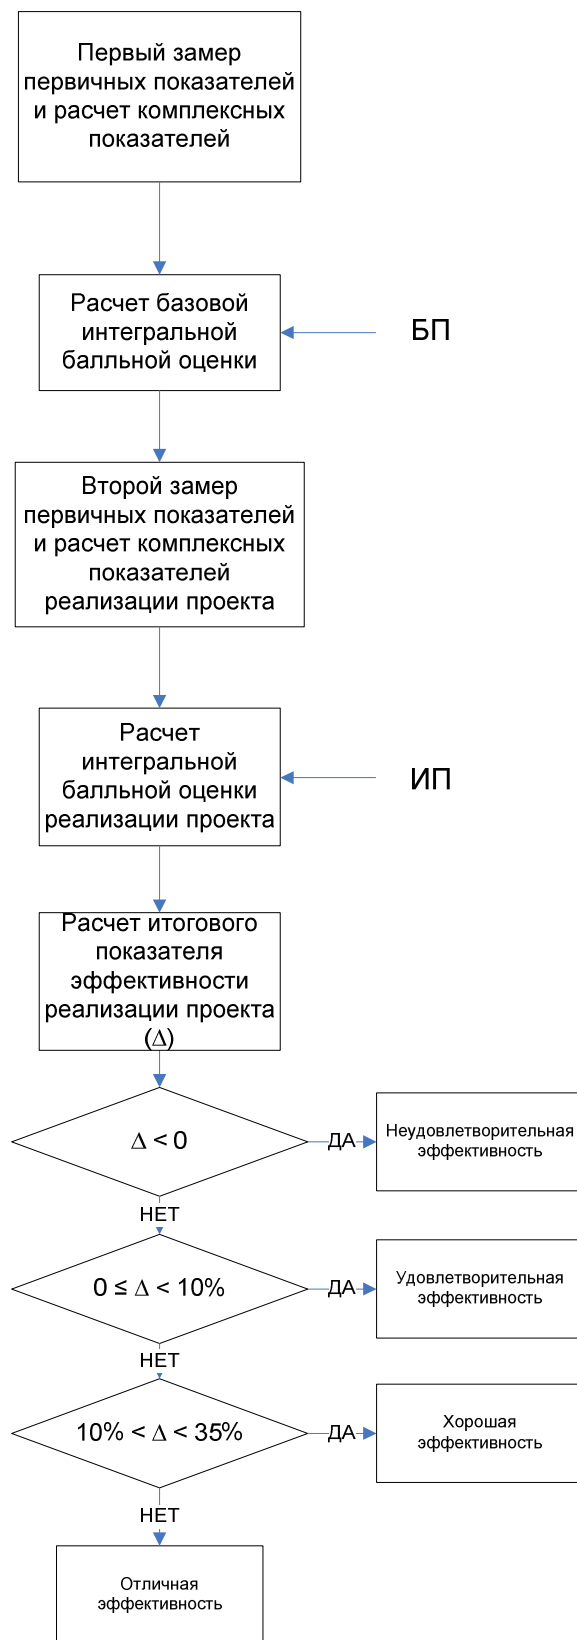 Первый замер
первичных показателей
и расчет комплексных
показателей
Расчет базовой
интегральной
балльной оценки
БП
Второй замер
первичных показателей
и расчет комплексных
показателей
реализации проекта
Расчет
интегральной
балльной оценки
реализации проекта
ИП
Расчет итогового
показателя
эффективности
реализации проекта
(Δ)
Δ < 0
ДА
Неудовлетворительная
эффективность
НЕТ
0 ≤ Δ < 10%
ДА
Удовлетворительная
эффективность
НЕТ
10% < Δ < 35%
ДА
Хорошая
эффективность
НЕТ
Отличная
эффективность